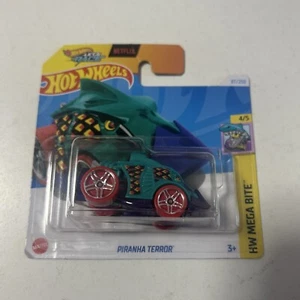 NETFLIX
Hot Wheels
4/5
HW MEGA BITE
PIRANHA TERROR
3+